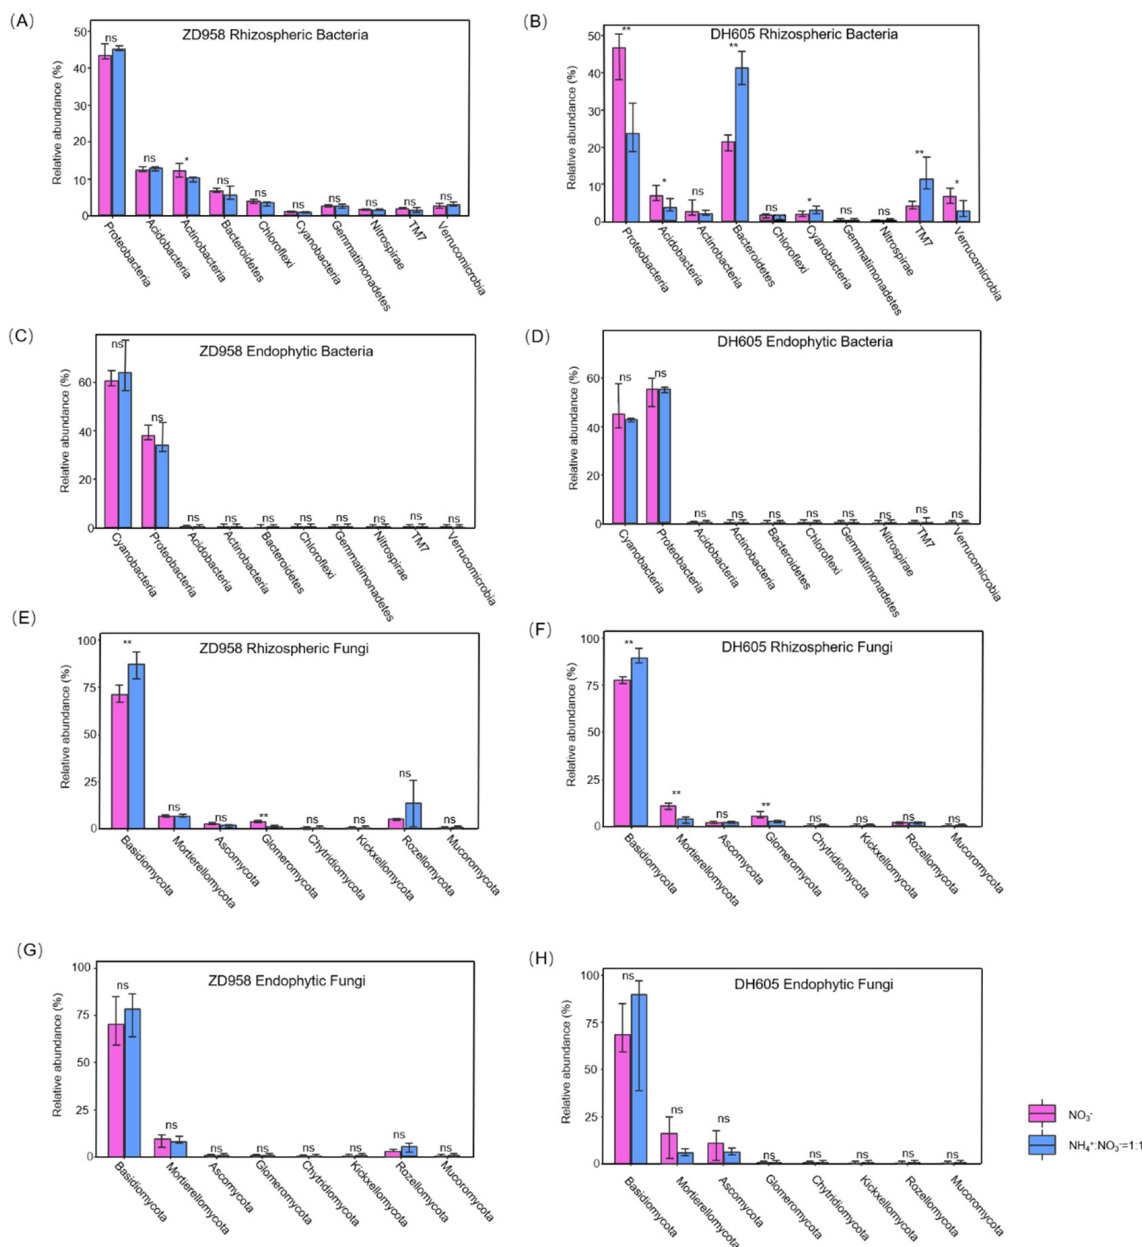 (A)
ZD958 Rhizospheric Bacteria
Relative abundance (%)
50
40
30
20
10
0
ns
ns
*
ns
ns
ns
ns
ns
ns
ns
Proteobacteria
Acidobacteria
Actinobacteria
Bacteroidetes
Chloroflexi
Cyanobacteria
Gemmatimonadetes
Nitrospirae
TM7
Verrucomicrobia
(B)
DH605 Rhizospheric Bacteria
Relative abundance (%)
50
40
30
20
10
0
**
*
ns
**
ns
*
ns
ns
**
*
Proteobacteria
Acidobacteria
Actinobacteria
Bacteroidetes
Chloroflexi
Cyanobacteria
Gemmatimonadetes
Nitrospirae
TM7
Verrucomicrobia
(C)
ZD958 Endophytic Bacteria
Relative abundance (%)
60
40
20
0
ns
ns
ns
ns
ns
ns
ns
ns
ns
ns
Cyanobacteria
Proteobacteria
Acidobacteria
Actinobacteria
Bacteroidetes
Chloroflexi
Gemmatimonadetes
Nitrospirae
TM7
Verrucomicrobia
(D)
DH605 Endophytic Bacteria
Relative abundance (%)
60
40
20
0
ns
ns
ns
ns
ns
ns
ns
ns
ns
ns
Cyanobacteria
Proteobacteria
Acidobacteria
Actinobacteria
Bacteroidetes
Chloroflexi
Gemmatimonadetes
Nitrospirae
TM7
Verrucomicrobia
(E)
ZD958 Rhizospheric Fungi
Relative abundance (%)
100
75
50
25
0
**
ns
ns
**
ns
ns
ns
ns
Basidiomycota
Mortierellomycota
Ascomycota
Glomeromycota
Chytridiomycota
Kickxellomycota
Rozellomycota
Mucoromycota
(F)
DH605 Rhizospheric Fungi
Relative abundance (%)
100
75
50
25
0
**
**
ns
**
ns
ns
ns
ns
Basidiomycota
Mortierellomycota
Ascomycota
Glomeromycota
Chytridiomycota
Kickxellomycota
Rozellomycota
Mucoromycota
(G)
ZD958 Endophytic Fungi
Relative abundance (%)
100
75
50
25
0
ns
ns
ns
ns
ns
ns
ns
ns
Basidiomycota
Mortierellomycota
Ascomycota
Glomeromycota
Chytridiomycota
Kickxellomycota
Rozellomycota
Mucoromycota
(H)
DH605 Endophytic Fungi
Relative abundance (%)
100
75
50
25
0
ns
ns
ns
ns
ns
ns
ns
ns
Basidiomycota
Mortierellomycota
Ascomycota
Glomeromycota
Chytridiomycota
Kickxellomycota
Rozellomycota
Mucoromycota
NO₃⁻
NH₄⁺:NO₃⁻=1:1